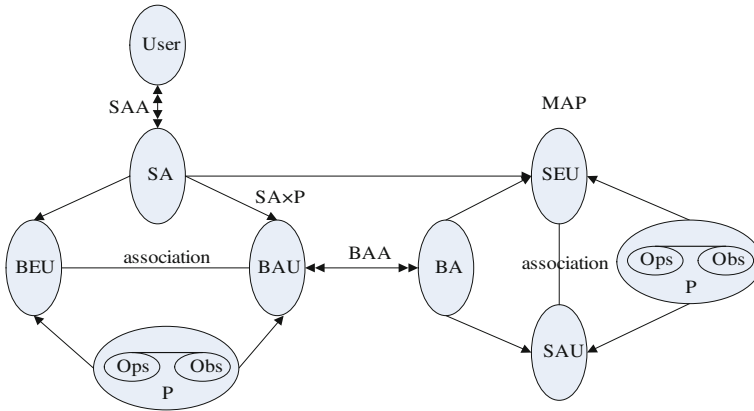 User
SAA
MAP
SA
SEU
SA×P
BEU
association
BAU
BAA
BA
association
Ops
Obs
P
SAU
Ops
Obs
P